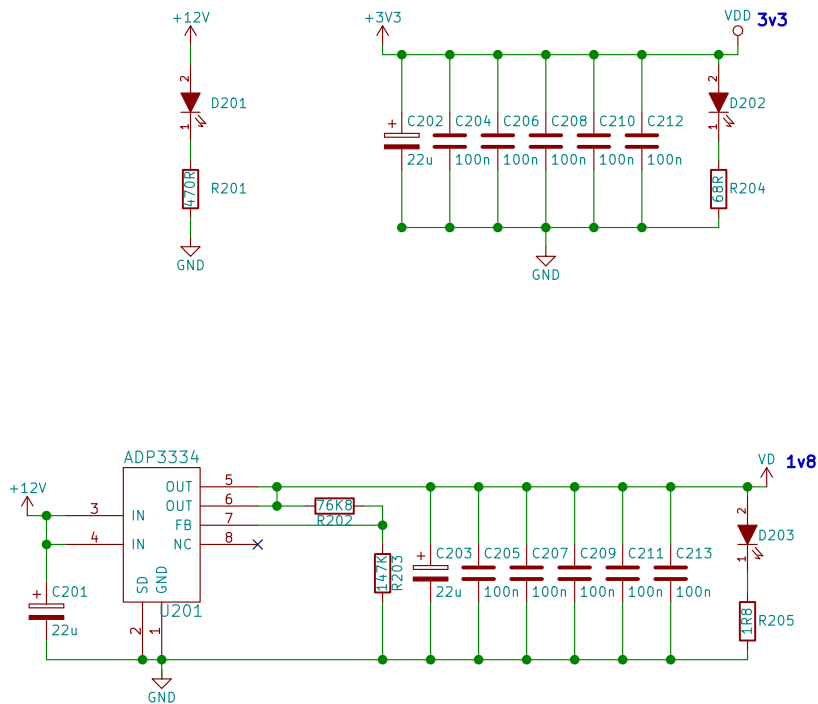 +12V
+3V3
VDD
3v3
2
D201
1
470R
R201
GND
+
C202
22u
C204
100n
C206
100n
C208
100n
C210
100n
C212
100n
2
D202
1
68R
R204
GND
ADP3334
+12V
3
IN
4
IN
OUT
5
OUT
6
FB
7
NC
8
SD
GND
2
1
U201
+
C201
22u
GND
76K8
R202
147K
R203
+
C203
22u
C205
100n
C207
100n
C209
100n
C211
100n
C213
100n
VD
1v8
2
D203
1
1R8
R205